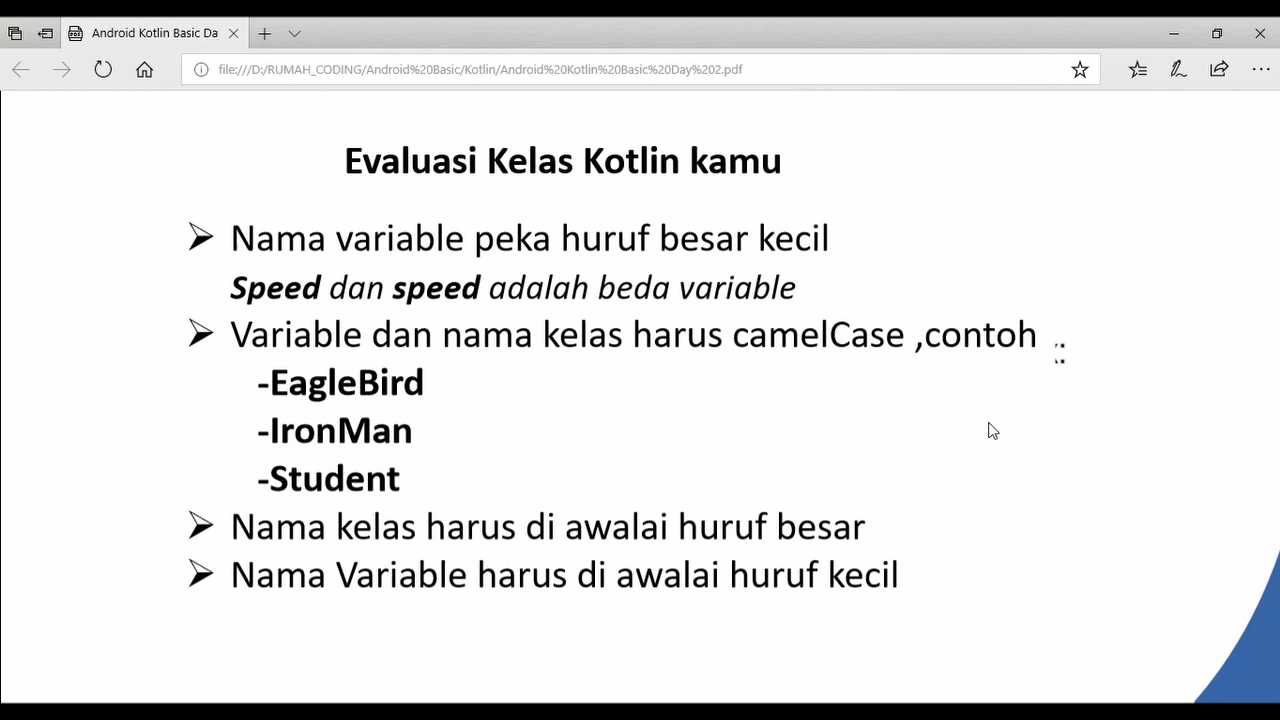 Android Kotlin Basic Da
file:///D:/RUMAH_CODING/Android%20Basic/Kotlin/Android%20Kotlin%20Basic%20Day%202.pdf
Evaluasi Kelas Kotlin kamu
Nama variable peka huruf besar kecil
Speed dan speed adalah beda variable
Variable dan nama kelas harus camelCase ,contoh :
-EagleBird
-IronMan
-Student
Nama kelas harus di awalai huruf besar
Nama Variable harus di awalai huruf kecil